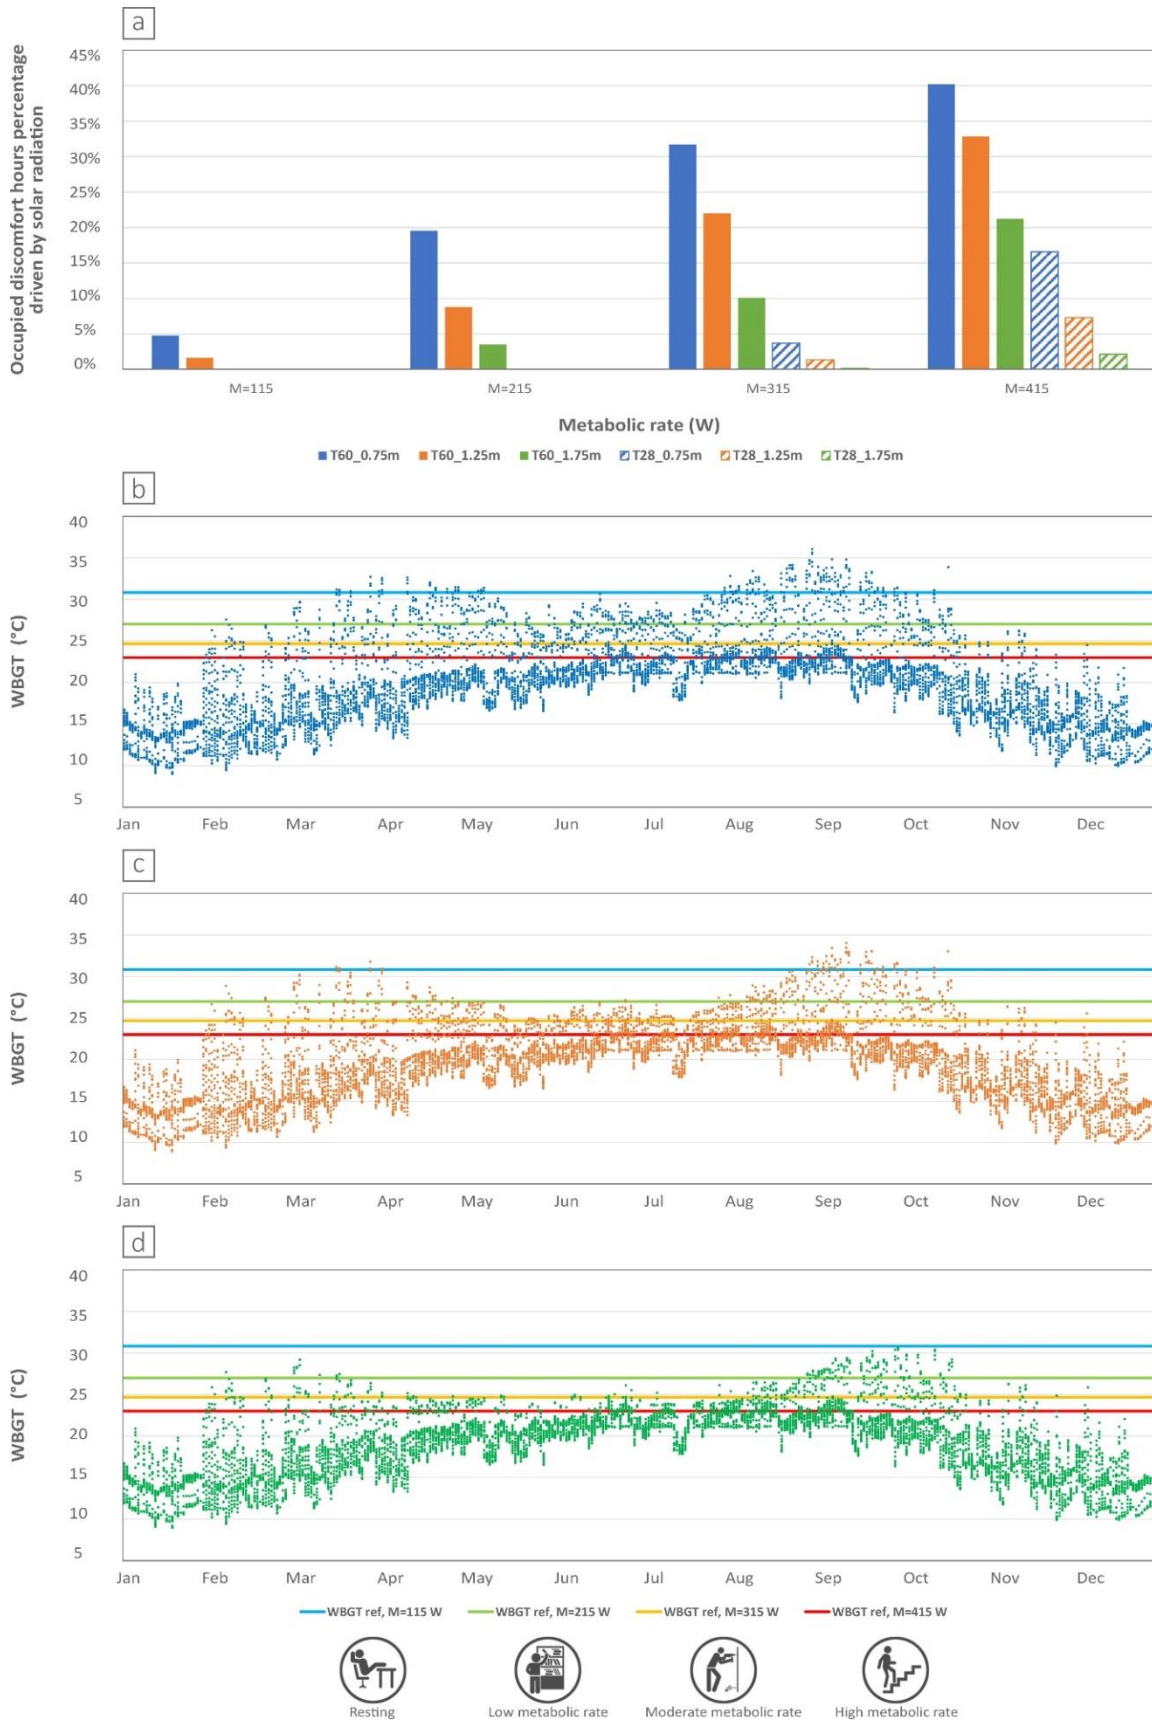 a
Occupied discomfort hours percentage
driven by solar radiation
45%
40%
35%
30%
25%
20%
15%
10%
5%
0%
M=115 M=215 M=315 M=415
Metabolic rate (W)
T60_0.75m T60_1.25m T60_1.75m T28_0.75m T28_1.25m T28_1.75m
b
WBGT (°C)
40
35
30
25
20
15
10
5
Jan Feb Mar Apr May Jun Jul Aug Sep Oct Nov Dec
c
WBGT (°C)
40
35
30
25
20
15
10
5
Jan Feb Mar Apr May Jun Jul Aug Sep Oct Nov Dec
d
WBGT (°C)
40
35
30
25
20
15
10
5
Jan Feb Mar Apr May Jun Jul Aug Sep Oct Nov Dec
WBGT ref, M=115 W WBGT ref, M=215 W WBGT ref, M=315 W WBGT ref, M=415 W
Resting Low metabolic rate Moderate metabolic rate High metabolic rate